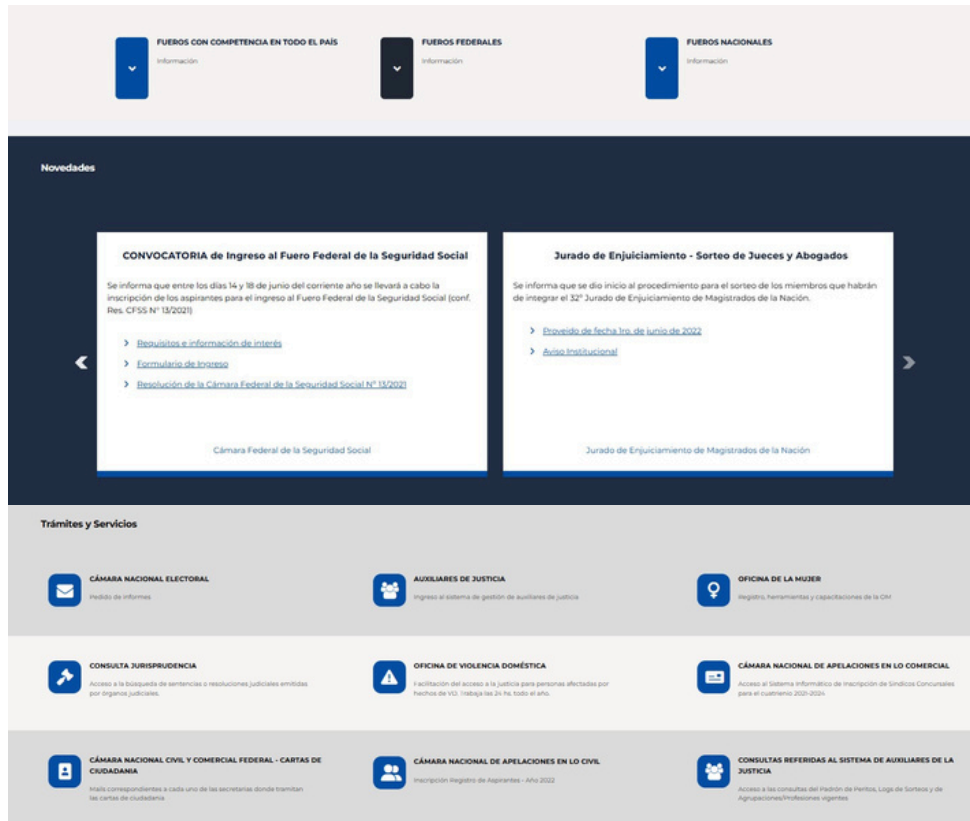 FUEROS CON COMPETENCIA EN TODO EL PAÍS
Información
FUEROS FEDERALES
Información
FUEROS NACIONALES
Información
Novedades
CONVOCATORIA de Ingreso al Fuero Federal de la Seguridad Social
Se informa que entre los días 14 y 18 de junio del corriente año se llevará a cabo la
inscripción de los aspirantes para el ingreso al Fuero Federal de la Seguridad Social (conf.
Res. CFSS N° 13/2021)
Requisitos e información de interés
Formulario de Ingreso
Resolución de la Cámara Federal de la Seguridad Social N° 13/2021
Cámara Federal de la Seguridad Social
Jurado de Enjuiciamiento - Sorteo de Jueces y Abogados
Se informa que se dio inicio al procedimiento para el sorteo de los miembros que habrán
de integrar el 32° Jurado de Enjuiciamiento de Magistrados de la Nación.
Proveido de fecha 1ro. de junio de 2022
Aviso Institucional
Jurado de Enjuiciamiento de Magistrados de la Nación
Trámites y Servicios
CÁMARA NACIONAL ELECTORAL
Pedido de informes
AUXILIARES DE JUSTICIA
Ingreso al sistema de gestión de auxiliares de justicia
OFICINA DE LA MUJER
Registro, herramientas y capacitaciones de la OM
CONSULTA JURISPRUDENCIA
Acceso a la búsqueda de sentencias o resoluciones judiciales emitidas
por órganos judiciales.
OFICINA DE VIOLENCIA DOMÉSTICA
Facilitación del acceso a la justicia para personas afectadas por
hechos de VD. Trabaja las 24 hs. todo el año.
CÁMARA NACIONAL DE APELACIONES EN LO COMERCIAL
Acceso al Sistema Informático de Inscripción de Síndicos Concursales
para el cuatrienio 2021-2024
CÁMARA NACIONAL CIVIL Y COMERCIAL FEDERAL - CARTAS DE
CIUDADANIA
Mails correspondientes a cada uno de las secretarias donde tramitan
las cartas de ciudadania
CÁMARA NACIONAL DE APELACIONES EN LO CIVIL
Inscripción Registro de Aspirantes - Año 2022
CONSULTAS REFERIDAS AL SISTEMA DE AUXILIARES DE LA
JUSTICIA
Acceso a las consultas del Padrón de Peritos, Logs de Sorteos y de
Agrupaciones/Profesiones vigentes